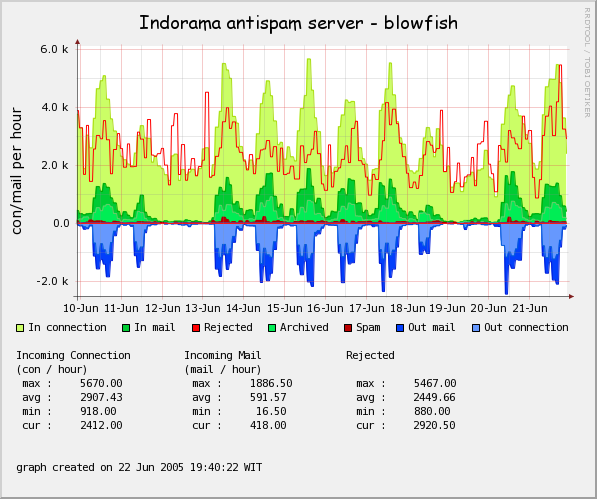 Indorama antispam server - blowfish
RRDTOOL / TOBI OETIKER
con/mail per hour
6.0 k
4.0 k
2.0 k
0.0
-2.0 k
10-Jun 11-Jun 12-Jun 13-Jun 14-Jun 15-Jun 16-Jun 17-Jun 18-Jun 19-Jun 20-Jun 21-Jun
In connection In mail Rejected Archived Spam Out mail Out connection
Incoming Connection Incoming Mail Rejected
(con / hour) (mail / hour)
max : 5670.00 max : 1886.50 max : 5467.00
avg : 2907.43 avg : 591.57 avg : 2449.66
min : 918.00 min : 16.50 min : 880.00
cur : 2412.00 cur : 418.00 cur : 2920.50
graph created on 22 Jun 2005 19:40:22 WIT